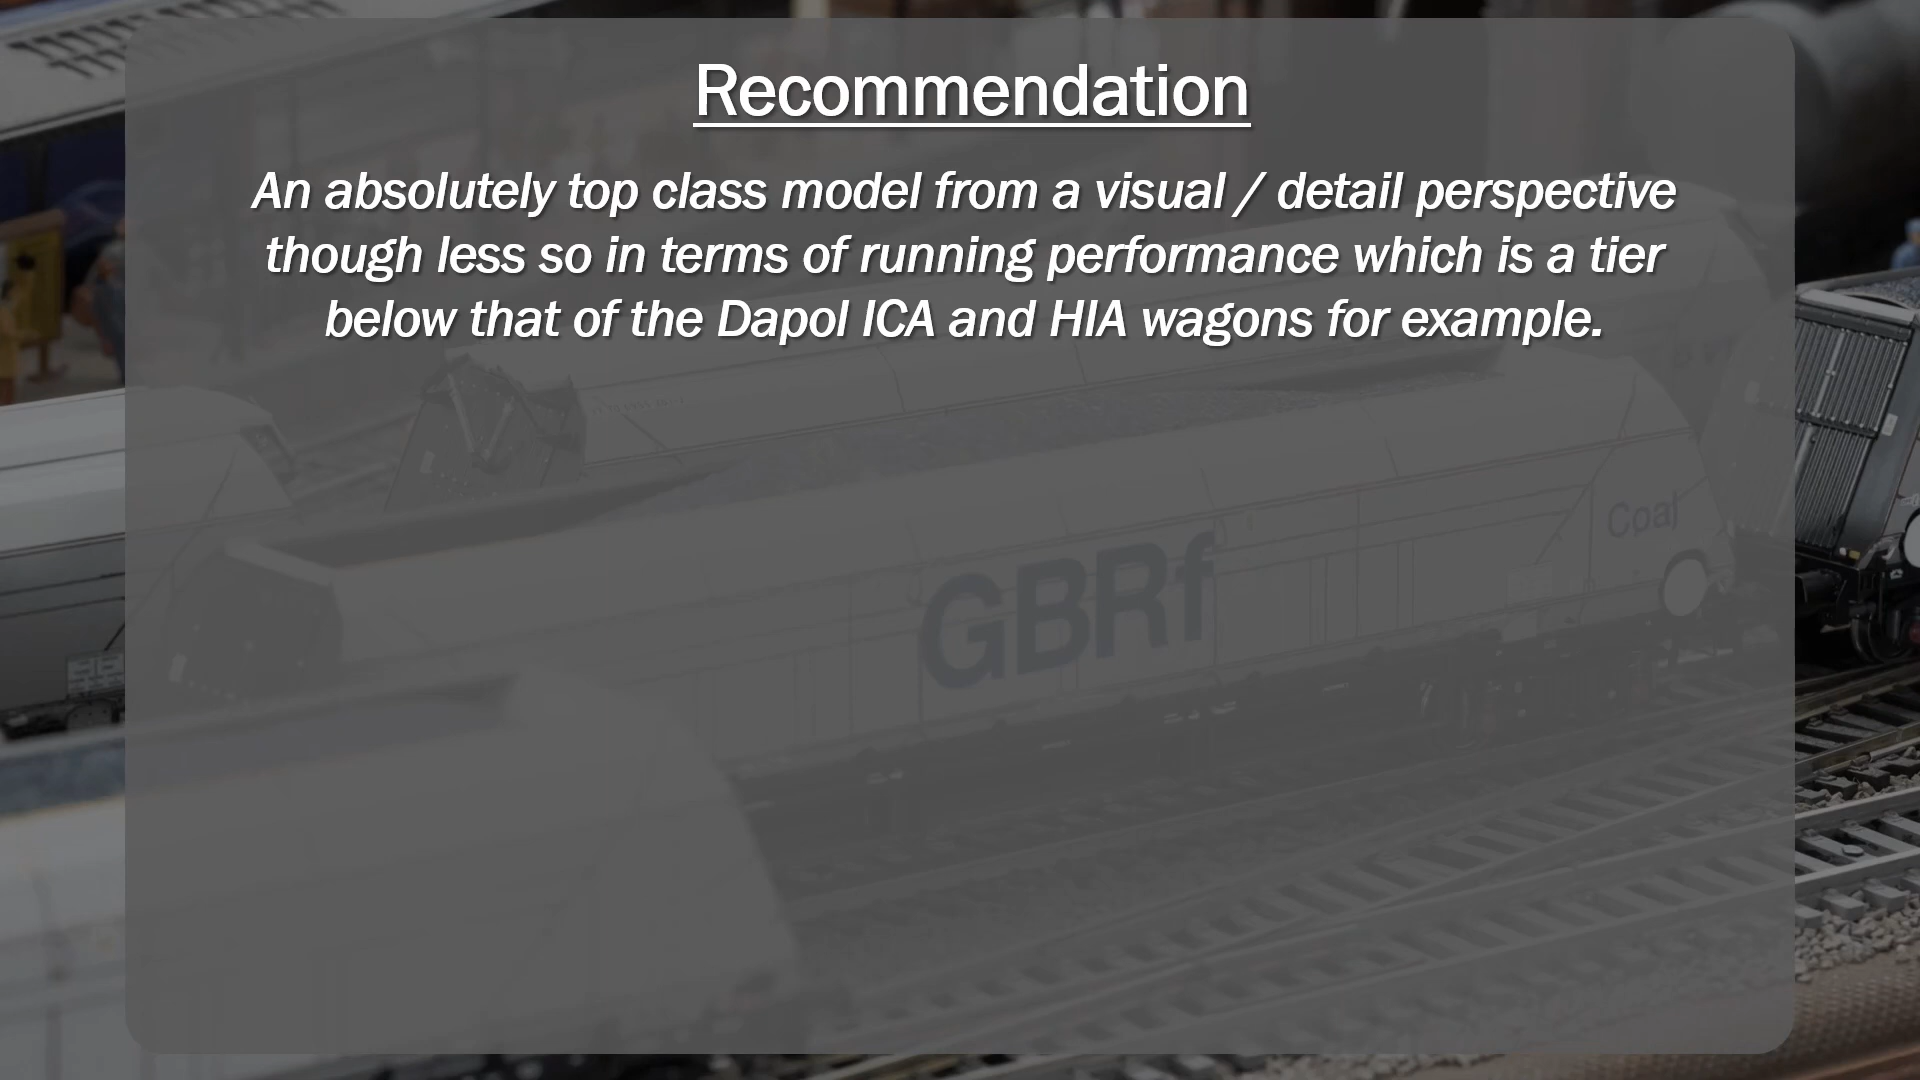 Recommendation
An absolutely top class model from a visual / detail perspective
though less so in terms of running performance which is a tier
below that of the Dapol ICA and HIA wagons for example.
Coal
GBRf